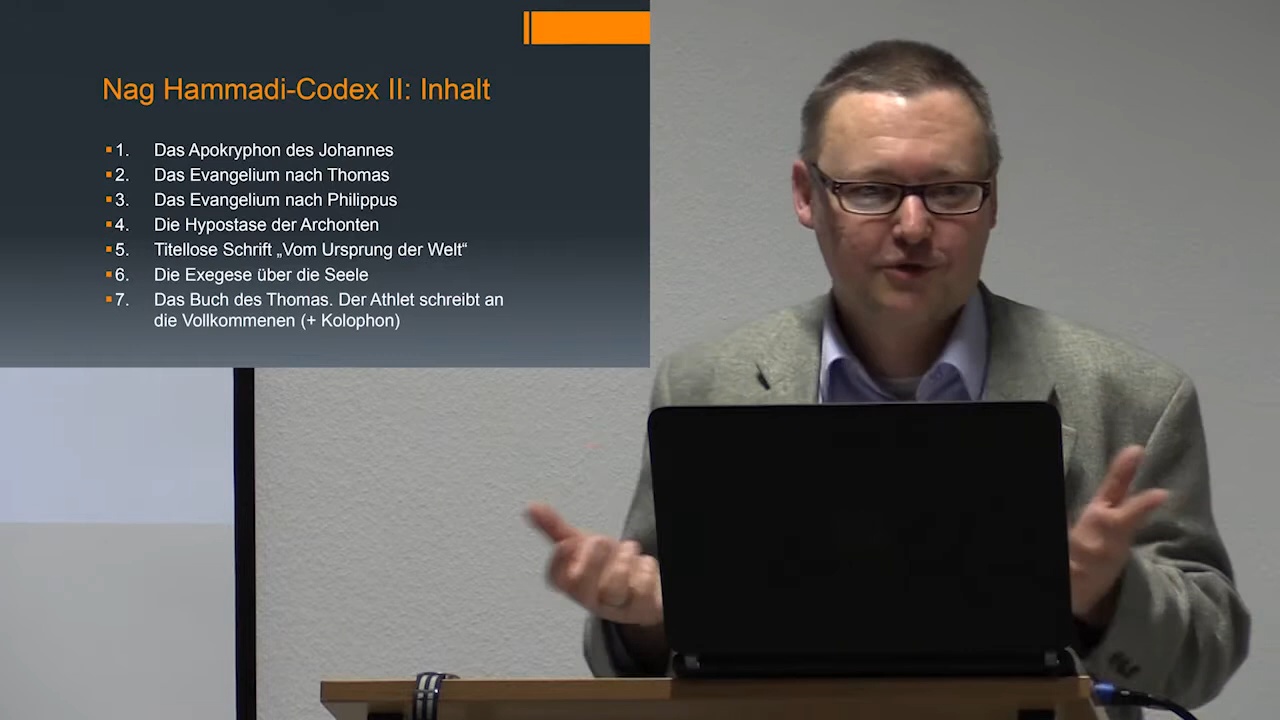 Nag Hammadi-Codex II: Inhalt
1. Das Apokryphon des Johannes
2. Das Evangelium nach Thomas
3. Das Evangelium nach Philippus
4. Die Hypostase der Archonten
5. Titellose Schrift „Vom Ursprung der Welt“
6. Die Exegese über die Seele
7. Das Buch des Thomas. Der Athlet schreibt an
die Vollkommenen (+ Kolophon)